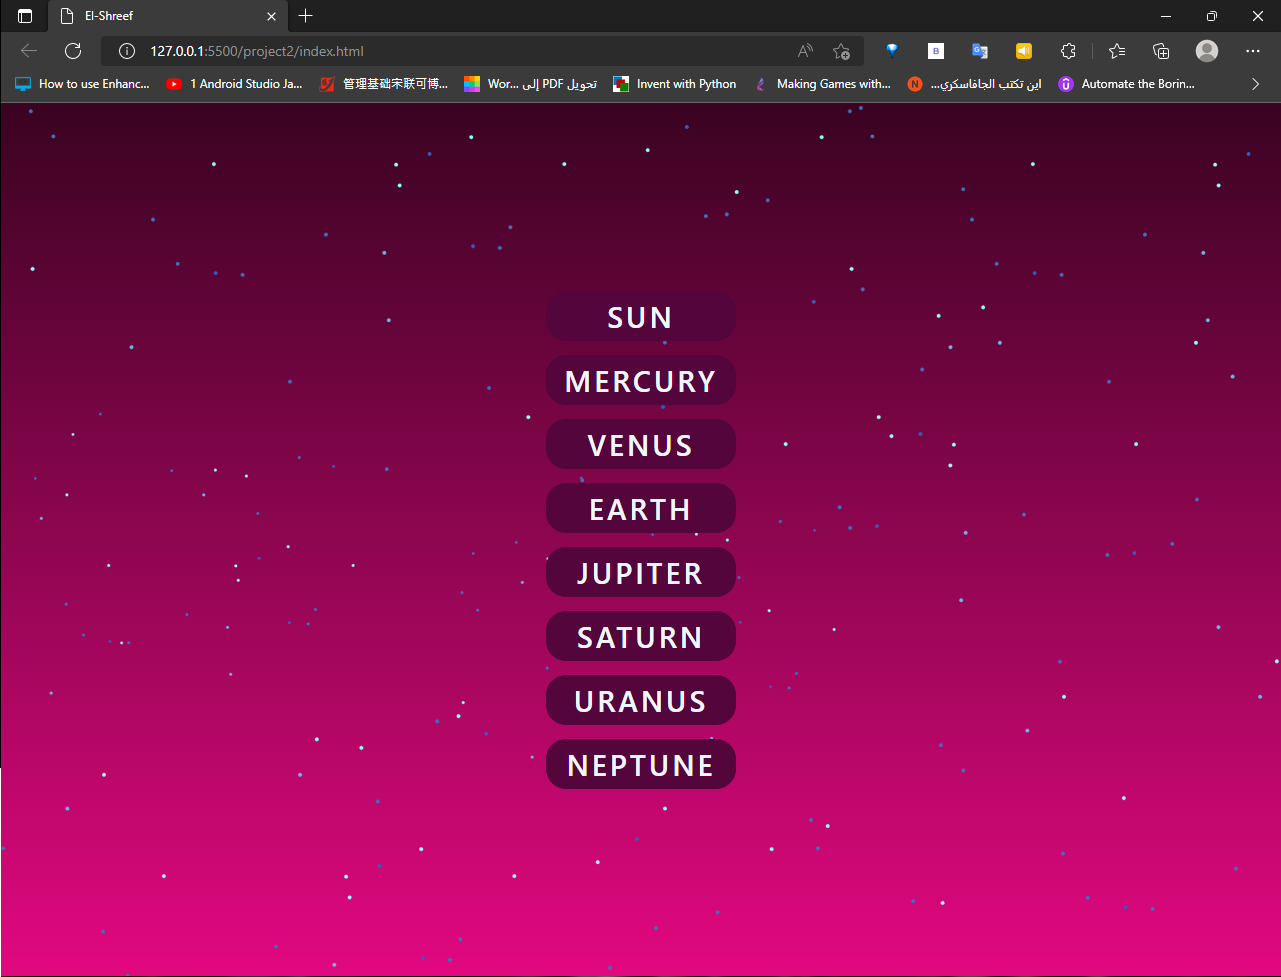 El-Shreef
127.0.0.1:5500/project2/index.html
How to use Enhanc...
1 Android Studio Ja...
管理基础宋联可博...
Wor... إلى PDF تحويل
Invent with Python
Making Games with...
اين تكتب الجافاسكري...
Automate the Borin...
SUN
MERCURY
VENUS
EARTH
JUPITER
SATURN
URANUS
NEPTUNE